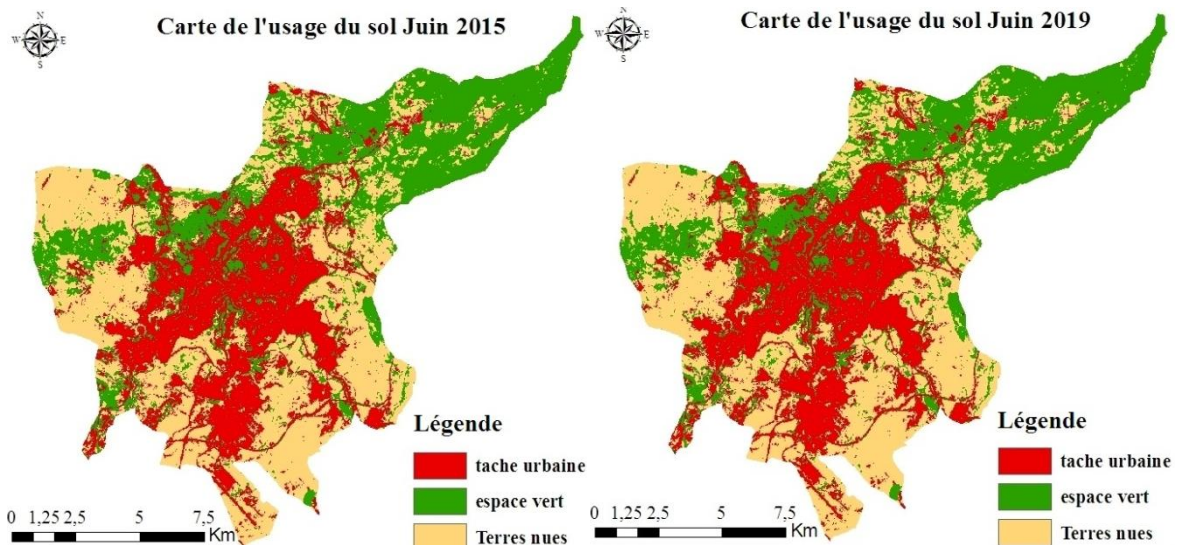 Carte de l'usage du sol Juin 2015
N
W E
S
Légende
tache urbaine
espace vert
Terres nues
0 1,25 2,5 5 7,5
Km
Carte de l'usage du sol Juin 2019
N
W E
S
Légende
tache urbaine
espace vert
Terres nues
0 1,25 2,5 5 7,5
Km